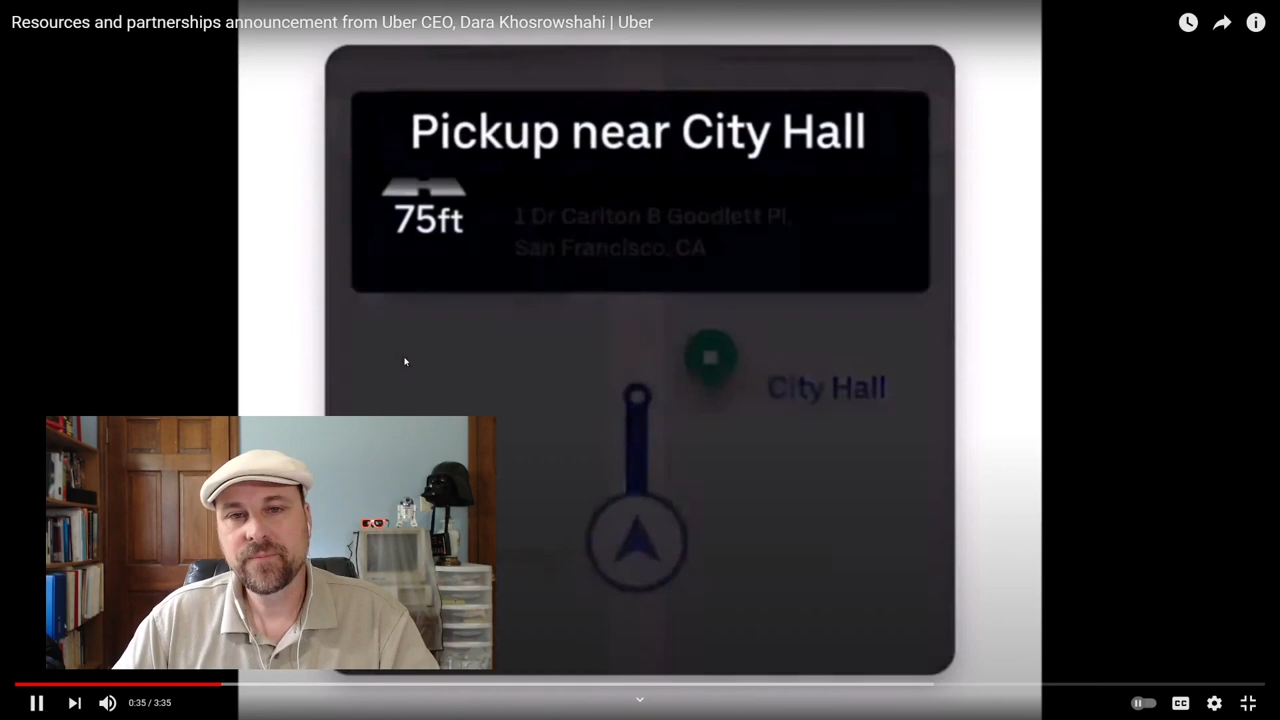 Resources and partnerships announcement from Uber CEO, Dara Khosrowshahi | Uber
Pickup near City Hall
75ft
1 Dr Carlton B Goodlett Pl,
San Francisco, CA
City Hall
0:35 / 3:35
CC